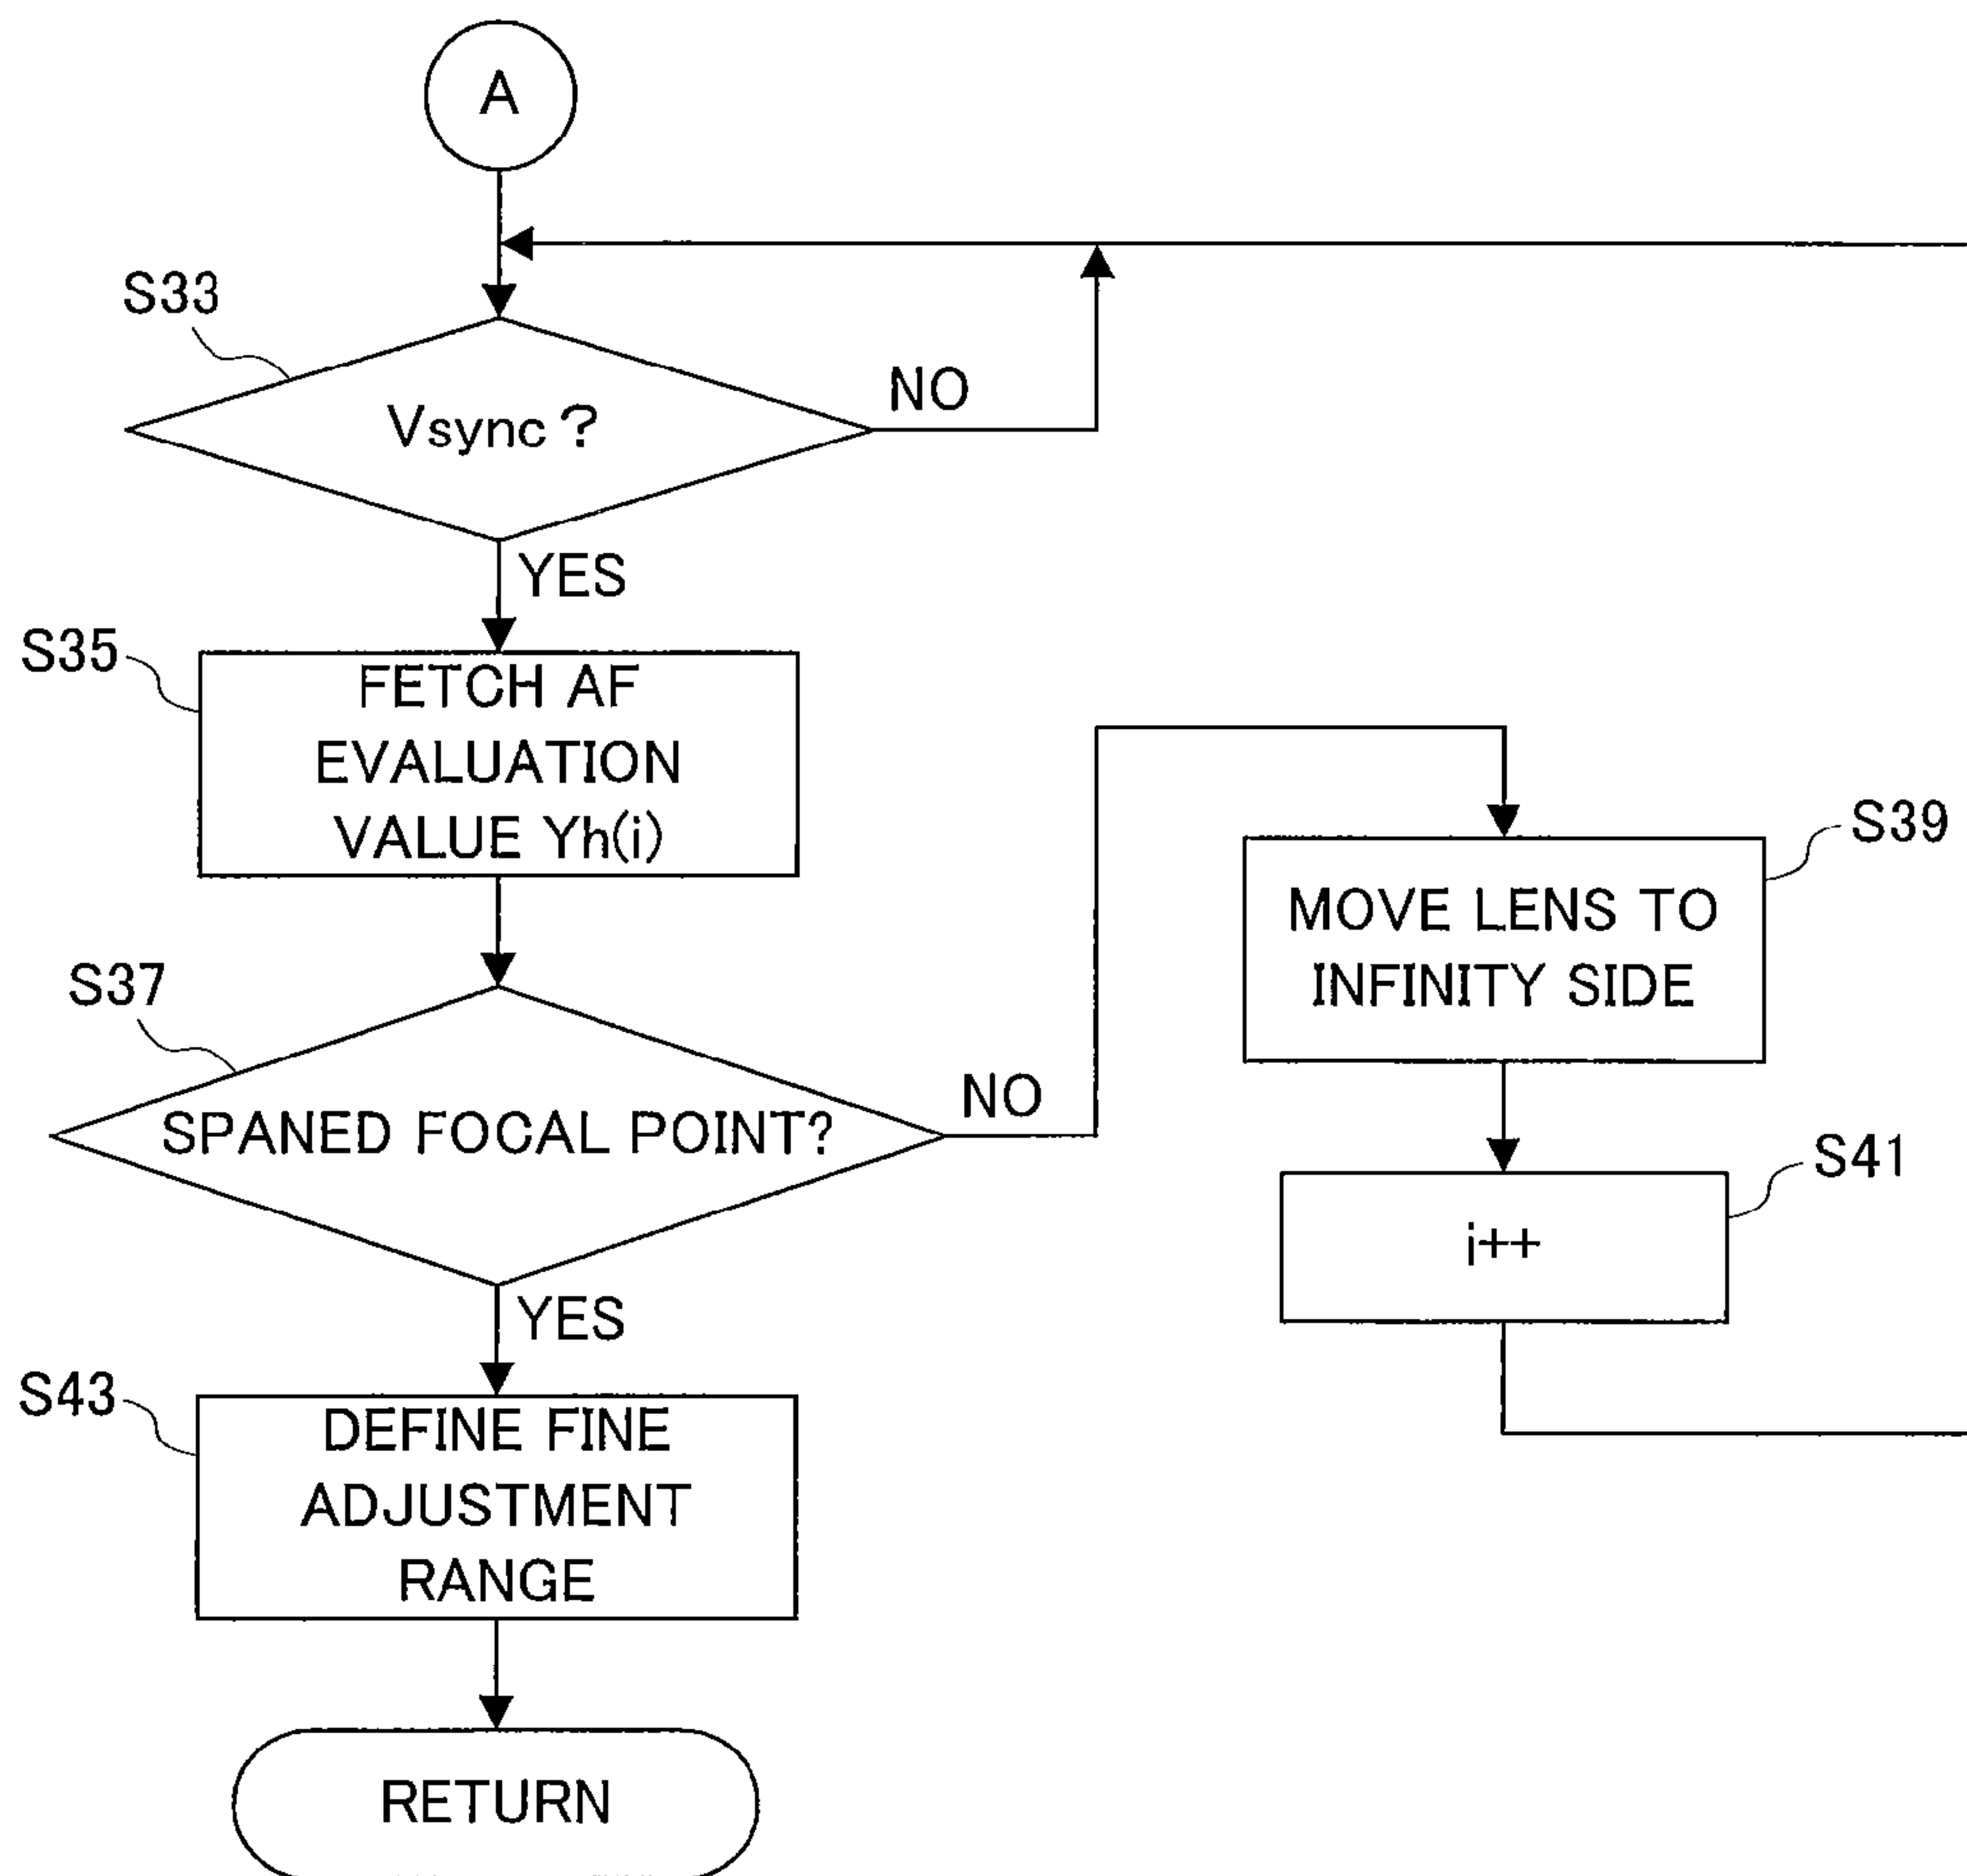 A
S33
Vsync ?
NO
YES
S35
FETCH AF
EVALUATION
VALUE Yh(i)
S37
SPANED FOCAL POINT?
NO
S39
MOVE LENS TO
INFINITY SIDE
S41
i++
YES
S43
DEFINE FINE
ADJUSTMENT
RANGE
RETURN